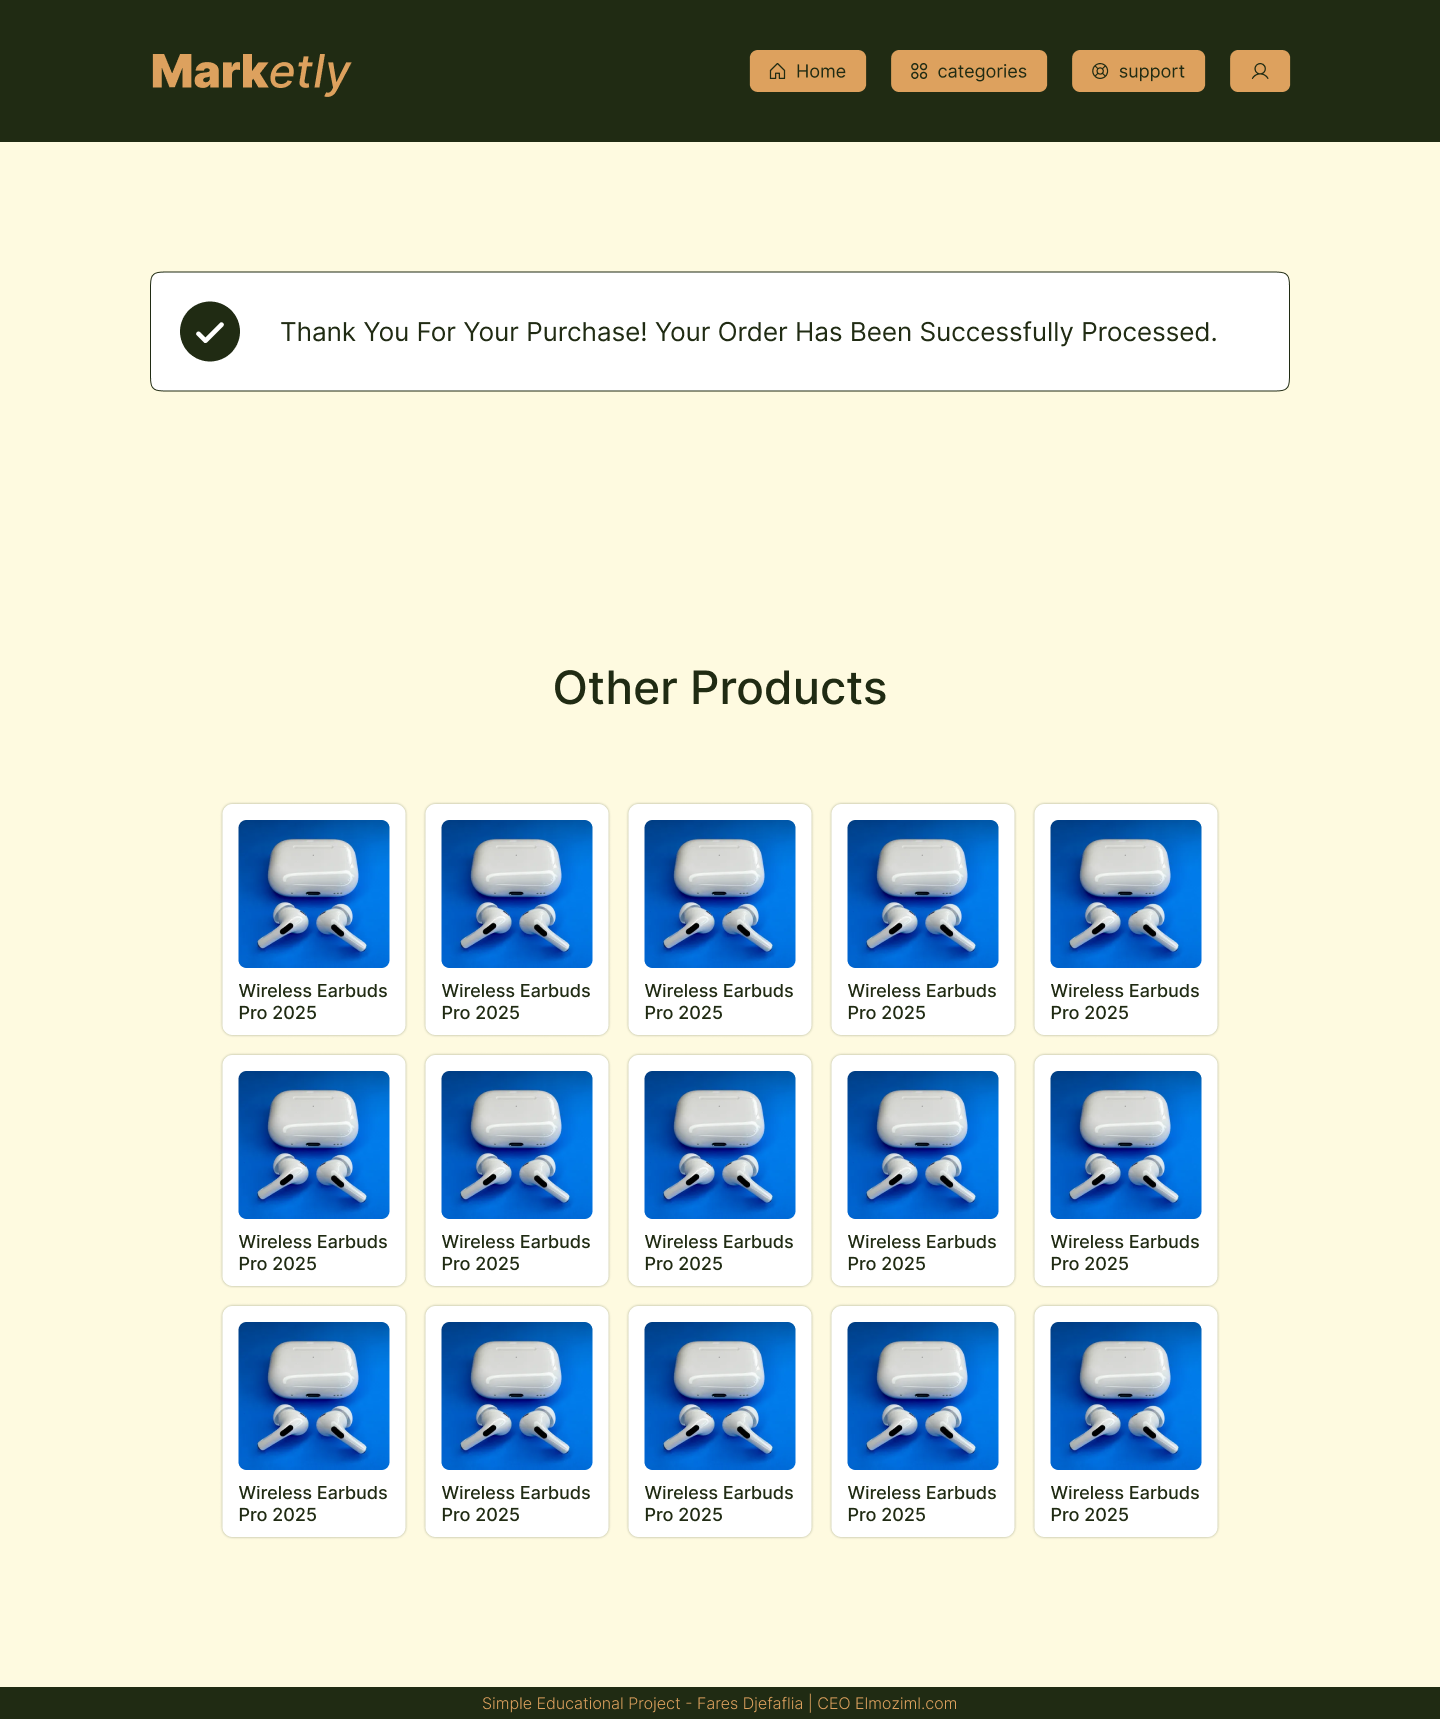 Marketly
Home
categories
support
Thank You For Your Purchase! Your Order Has Been Successfully Processed.
Other Products
Wireless Earbuds
Pro 2025
Wireless Earbuds
Pro 2025
Wireless Earbuds
Pro 2025
Wireless Earbuds
Pro 2025
Wireless Earbuds
Pro 2025
Wireless Earbuds
Pro 2025
Wireless Earbuds
Pro 2025
Wireless Earbuds
Pro 2025
Wireless Earbuds
Pro 2025
Wireless Earbuds
Pro 2025
Wireless Earbuds
Pro 2025
Wireless Earbuds
Pro 2025
Wireless Earbuds
Pro 2025
Wireless Earbuds
Pro 2025
Wireless Earbuds
Pro 2025
Simple Educational Project - Fares Djefaflia | CEO Elmoziml.com